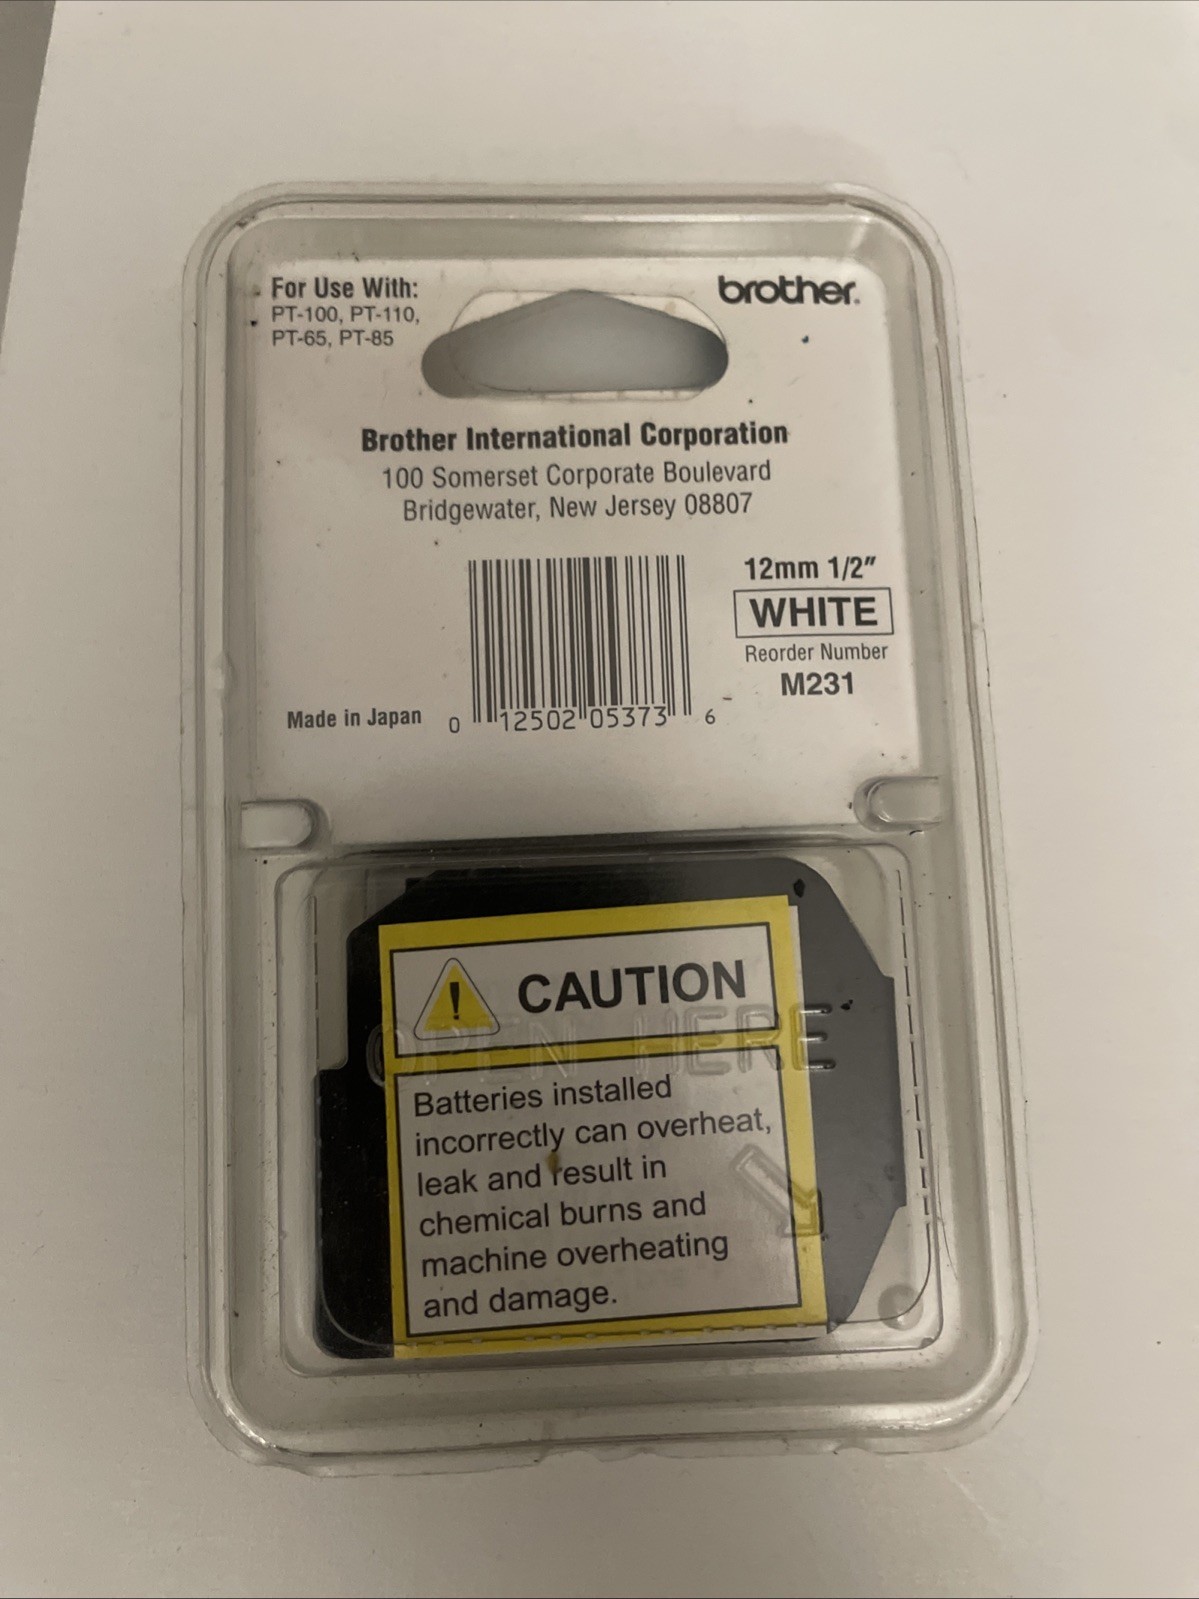 For Use With:
PT-100, PT-110,
PT-65, PT-85
brother.
Brother International Corporation
100 Somerset Corporate Boulevard
Bridgewater, New Jersey 08807
12mm 1/2"
WHITE
Reorder Number
M231
Made in Japan
0 12502 05373 6
! CAUTION
OPEN HERE
Batteries installed
incorrectly can overheat,
leak and result in
chemical burns and
machine overheating
and damage.